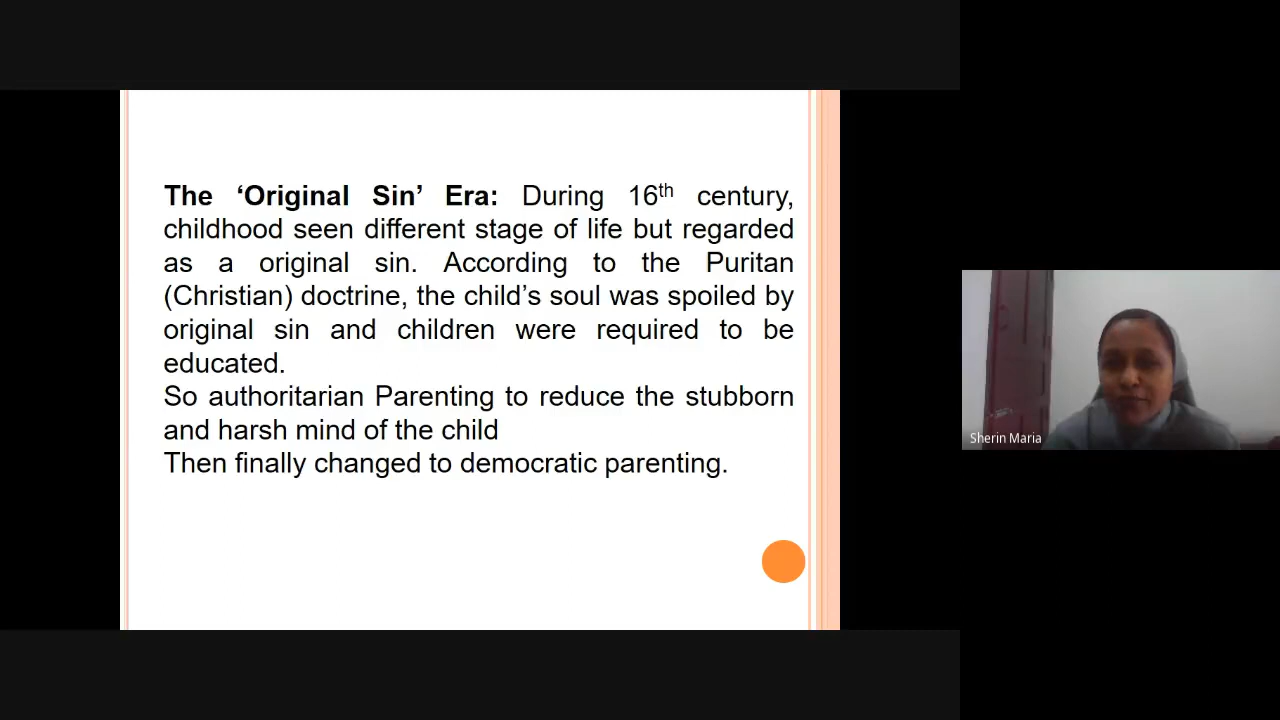 The ‘Original Sin’ Era: During 16th century,
childhood seen different stage of life but regarded
as a original sin. According to the Puritan
(Christian) doctrine, the child’s soul was spoiled by
original sin and children were required to be
educated.
So authoritarian Parenting to reduce the stubborn
and harsh mind of the child
Then finally changed to democratic parenting.
Sherin Maria